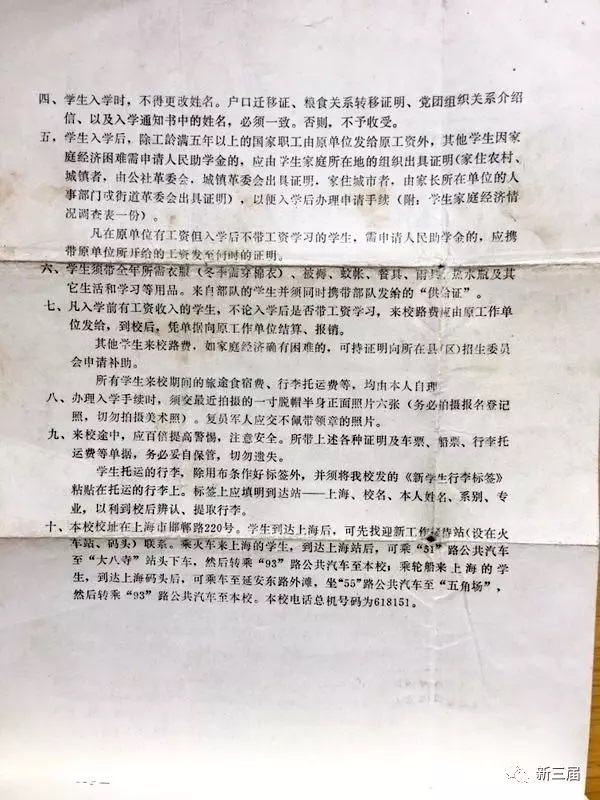 四、学生入学时，不得更改姓名。户口迁移证、粮食关系转移证明、党团组织关系介绍
信、以及入学通知书中的姓名，必须一致。否则，不予收受。
五、学生入学后，除工龄满五年以上的国家职工由原单位发给原工资外，其他学生因家
庭经济困难需申请人民助学金的，应由学生家庭所在地的组织出具证明（家住农村、
城镇者，由公社革委会，城镇革委会出具证明，家住城市者，由家长所在单位的人
事部门或街道革委会出具证明），以便入学后办理申请手续（附：学生家庭经济情
况调查表一份）。
凡在原单位有工资但入学后不带工资学习的学生，需申请人民助学金的，应携
带原单位所开给的工资发至何时的证明。
六、学生须带全年所需衣服（冬季需穿棉衣）、被褥、蚊帐、餐具、雨具、热水瓶及其
它生活和学习等用品。来自部队的学生并须同时携带部队发给的“供给证”。
七、凡入学前有工资收入的学生，不论入学后是否带工资学习，来校路费应由原工作单
位发给，到校后，凭单据向原工作单位结算、报销。
其他学生来校路费，如家庭经济确有困难的，可持证明向所在县（区）招生委员
会申请补助。
所有学生来校期间的旅途食宿费、行李托运费等，均由本人自理
八、办理入学手续时，须交最近拍摄的一寸脱帽半身正面照片六张（务必拍摄报名登记
照，切勿拍摄美术照）。复员军人应交不佩带领章的照片。
九、来校途中，应百倍提高警惕，注意安全。所带上述各种证明及车票、船票、行李托
运费等单据，务必妥自保管，切勿遗失。
学生托运的行李，除用布条作好标签外，并须将我校发的《新学生行李标签》
粘贴在托运的行李上。标签上应填明到达站——上海、校名、本人姓名、系别、专
业，以利到校后辨认、提取行李。
十、本校校址在上海市邯郸路220号。学生到达上海后，可先找迎新工作接待站（设在火
车站、码头）联系。乘火车来上海的学生，到达上海站后，可乘“51”路公共汽车
至“大八寺”站头下车，然后转乘“93”路公共汽车至本校；乘轮船来上海的学
生，到达上海码头后，可乘车至延安东路外滩，坐“55”路公共汽车至“五角场”，
然后转乘“93”路公共汽车至本校。本校电话总机号码为618151。
新三届